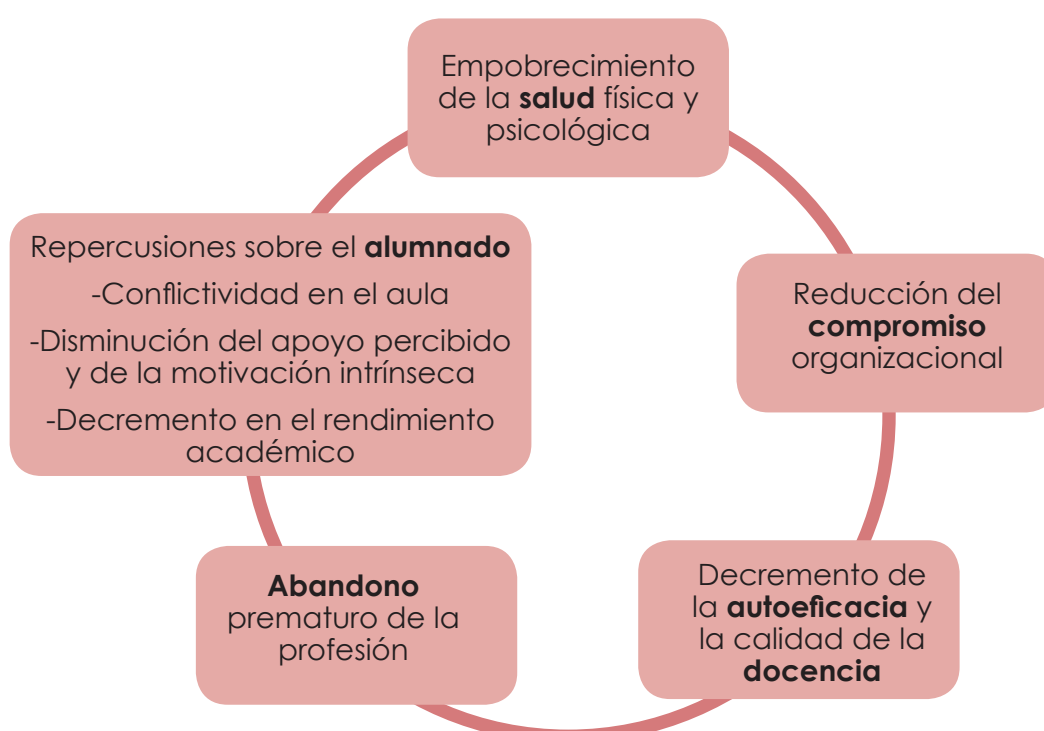 Empobrecimiento
de la salud física y
psicológica
Reducción del
compromiso
organizacional
Decremento de
la autoeficacia y
la calidad de la
docencia
Abandono
prematuro de la
profesión
Repercusiones sobre el alumnado
-Conflictividad en el aula
-Disminución del apoyo percibido
y de la motivación intrínseca
-Decremento en el rendimiento
académico